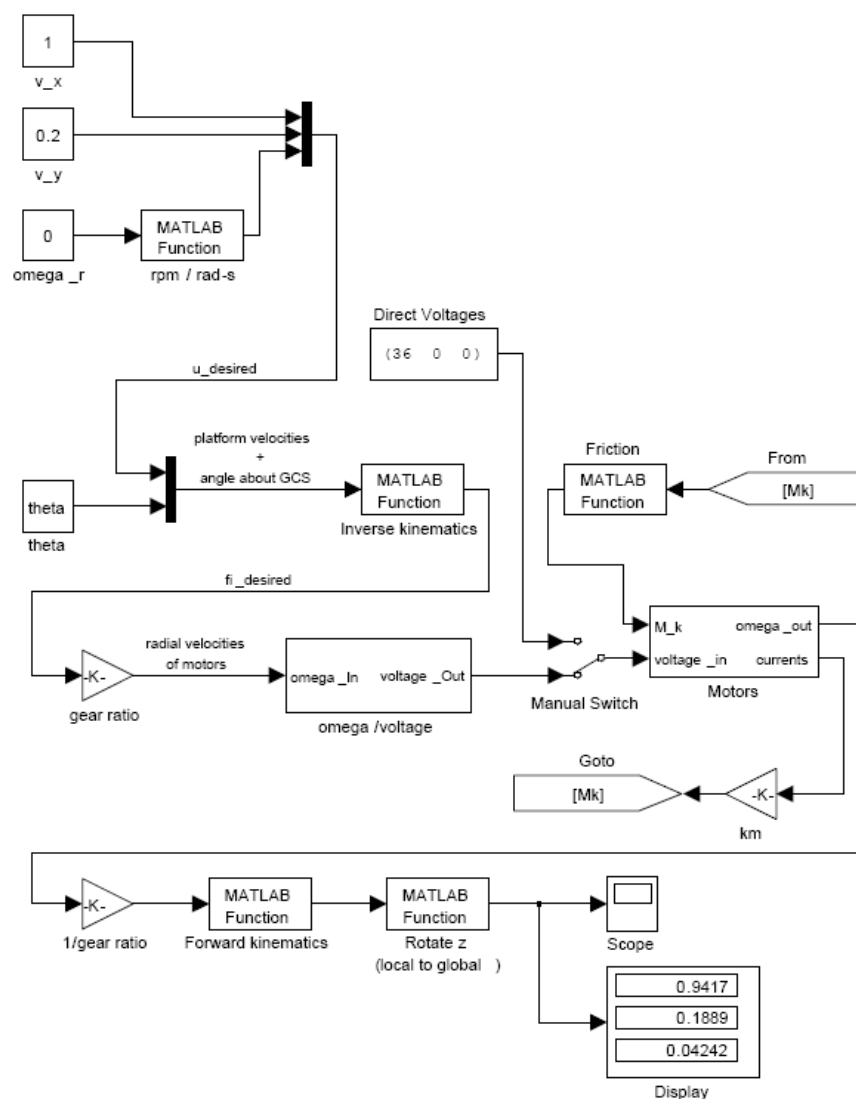 1
v_x
0.2
v_y
0
omega _r
MATLAB
Function
rpm / rad-s
Direct Voltages
(36 0 0)
u_desired
platform velocities
+
angle about GCS
theta
theta
MATLAB
Function
Inverse kinematics
Friction
MATLAB
Function
From
[Mk]
fi _desired
-K-
gear ratio
radial velocities
of motors
omega _In voltage _Out
omega /voltage
Manual Switch
M_k omega _out
voltage _in currents
Motors
Goto
[Mk]
-K-
km
-K-
1/gear ratio
MATLAB
Function
Forward kinematics
MATLAB
Function
Rotate z
(local to global )
Scope
0.9417
0.1889
0.04242
Display